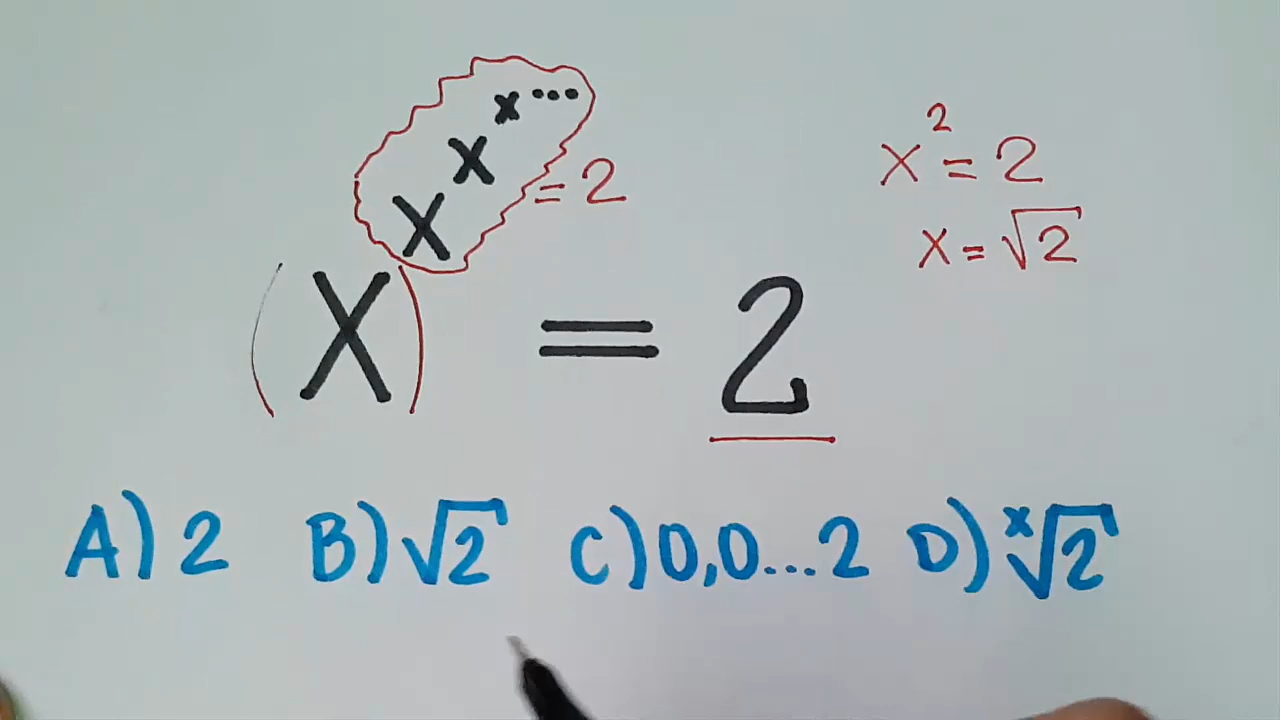 (X)^X^X^X^... = 2
= 2
x² = 2
x = √2
A) 2 B) √2 C) 0,0...2 D) ˣ√2